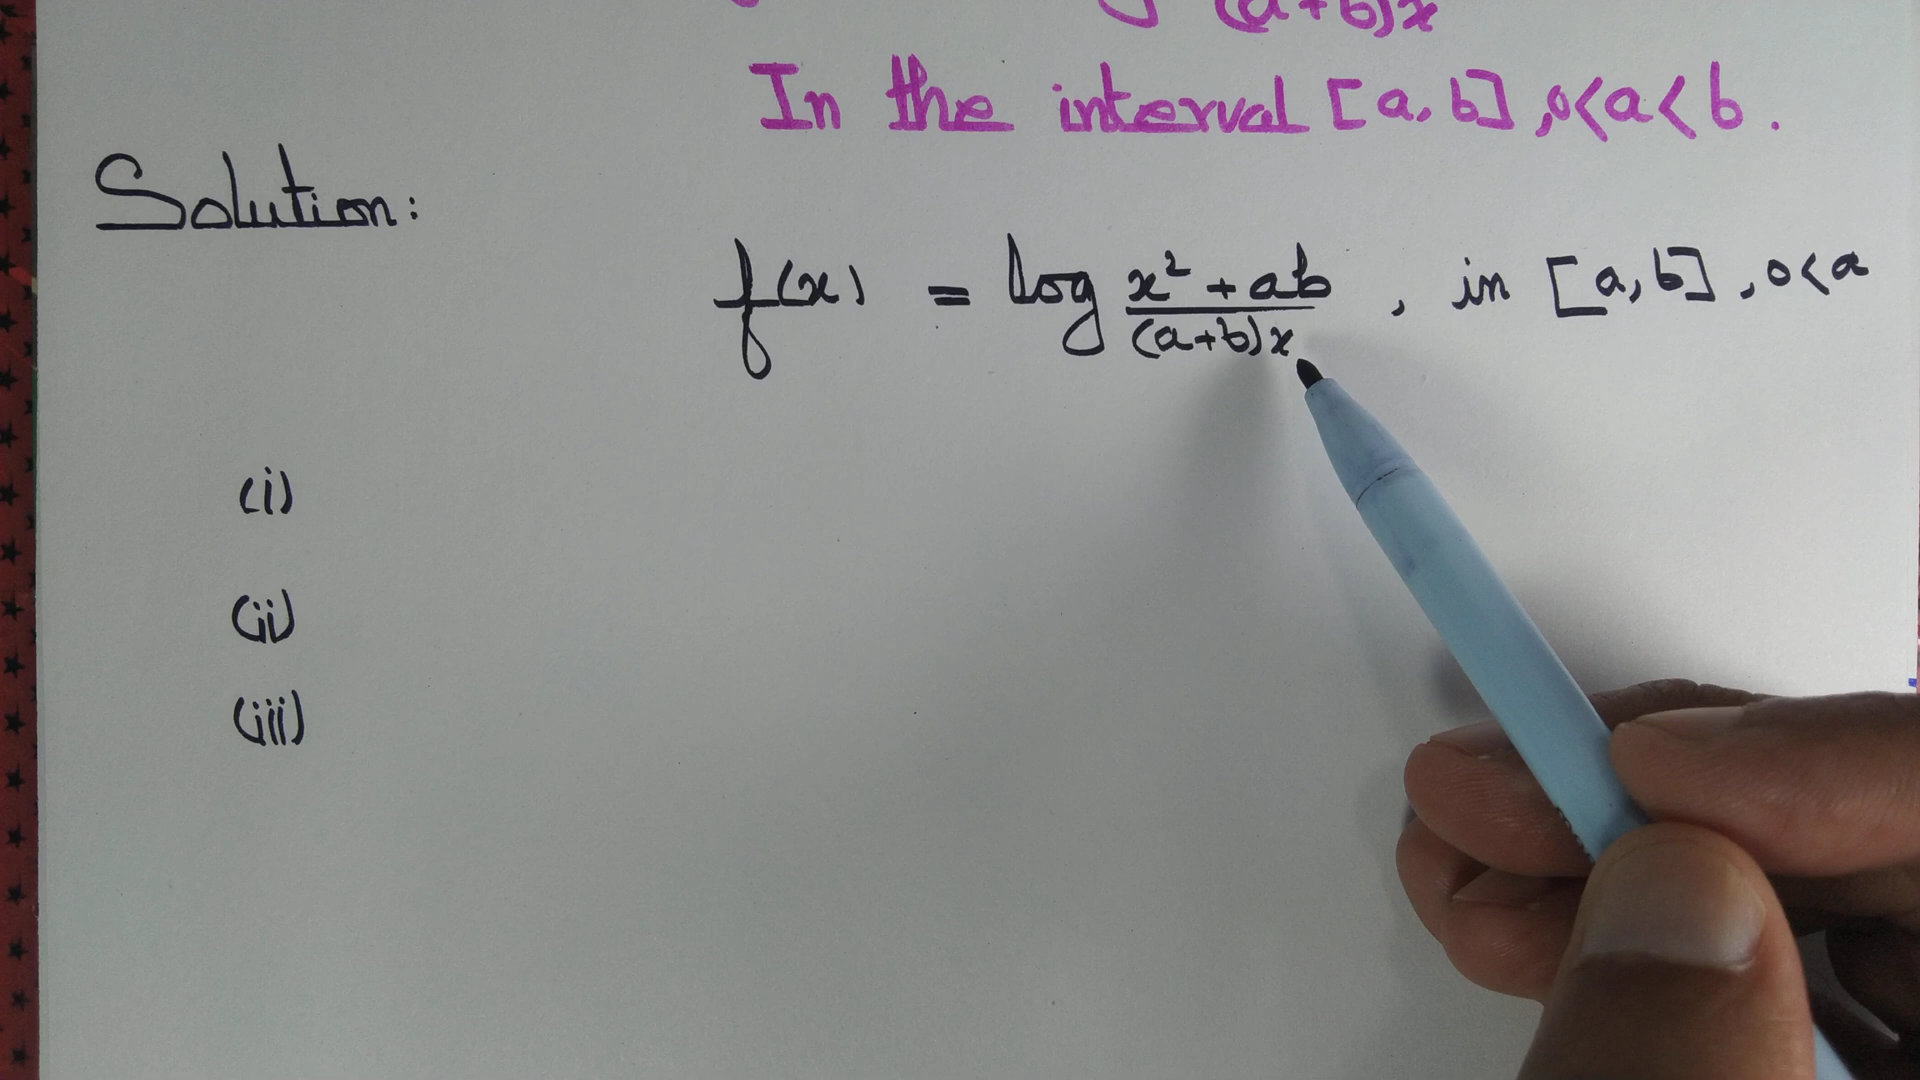 (a+b)x
In the interval [a, b], 0<a<b.
Solution:
f(x) = log x² + ab / (a+b)x , in [a, b], 0<a
(i)
(ii)
(iii)